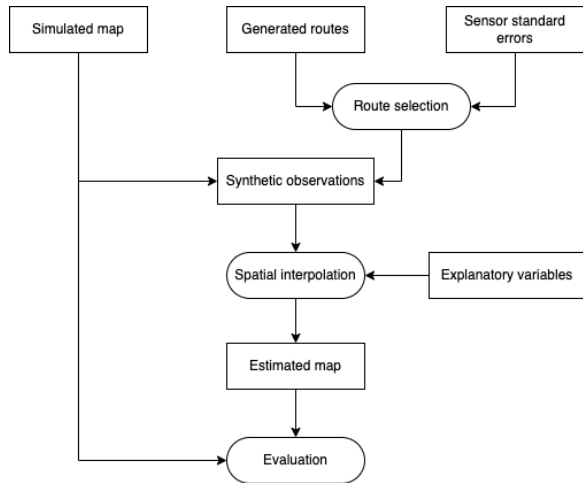 Simulated map
Generated routes
Sensor standard
errors
Route selection
Synthetic observations
Spatial interpolation
Explanatory variables
Estimated map
Evaluation